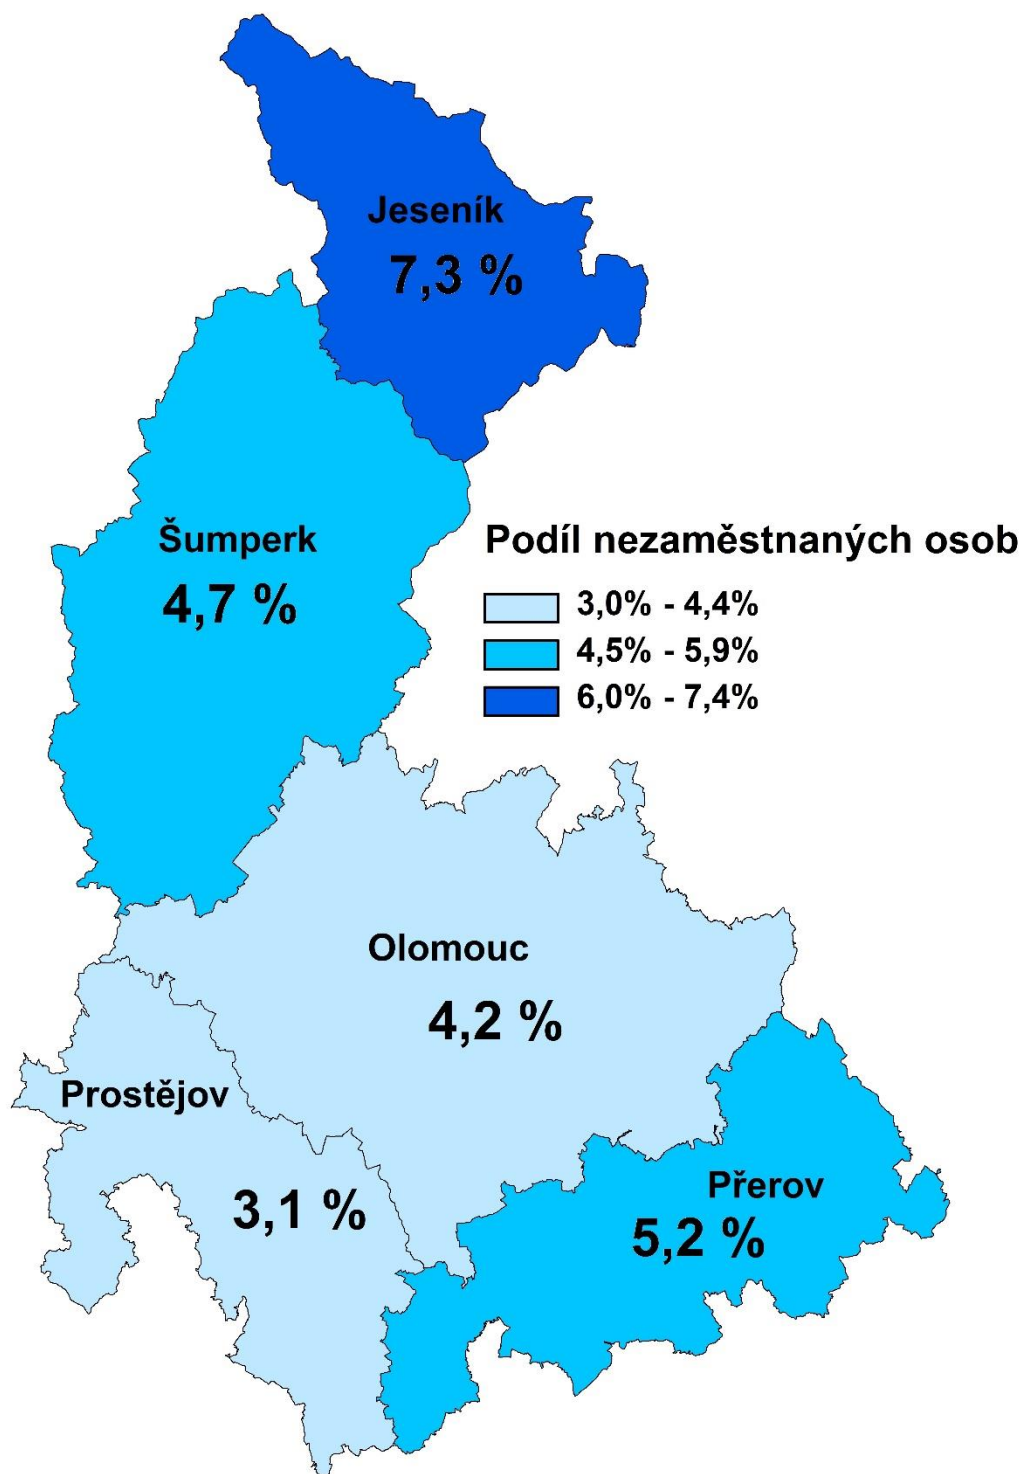 Jeseník
7,3 %
Šumperk
4,7 %
Podíl nezaměstnaných osob
3,0% - 4,4%
4,5% - 5,9%
6,0% - 7,4%
Olomouc
4,2 %
Prostějov
3,1 %
Přerov
5,2 %